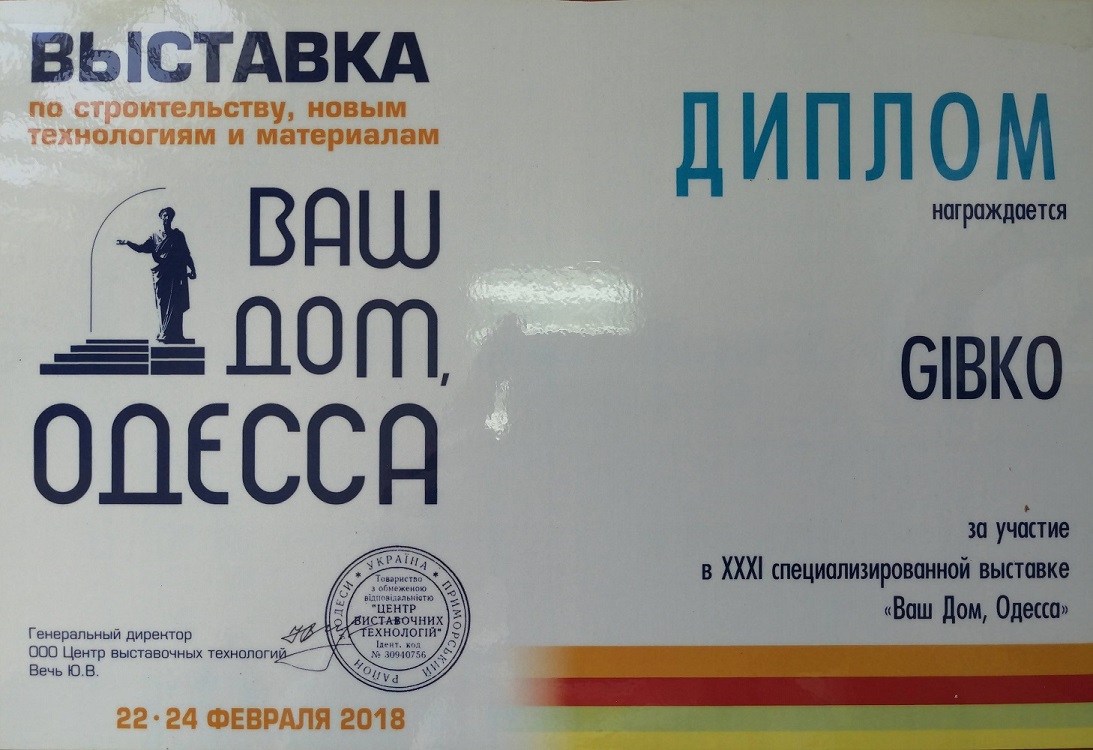 ВЫСТАВКА
по строительству, новым
технологиям и материалам
ВАШ
ДОМ,
ОДЕССА
Генеральный директор
ООО Центр выставочных технологий
Вечь Ю.В.
22 · 24 ФЕВРАЛЯ 2018
УКРАЇНА * ПРИМОРСЬКИЙ РАЙОН ОДЕСИ *
Товариство
з обмеженою
відповідальністю
"ЦЕНТР
ВИСТАВОЧНИХ
ТЕХНОЛОГІЙ"
Ідент. код
№ 30940756
ДИПЛОМ
награждается
GIBKO
за участие
в XXXI специализированной выставке
«Ваш Дом, Одесса»